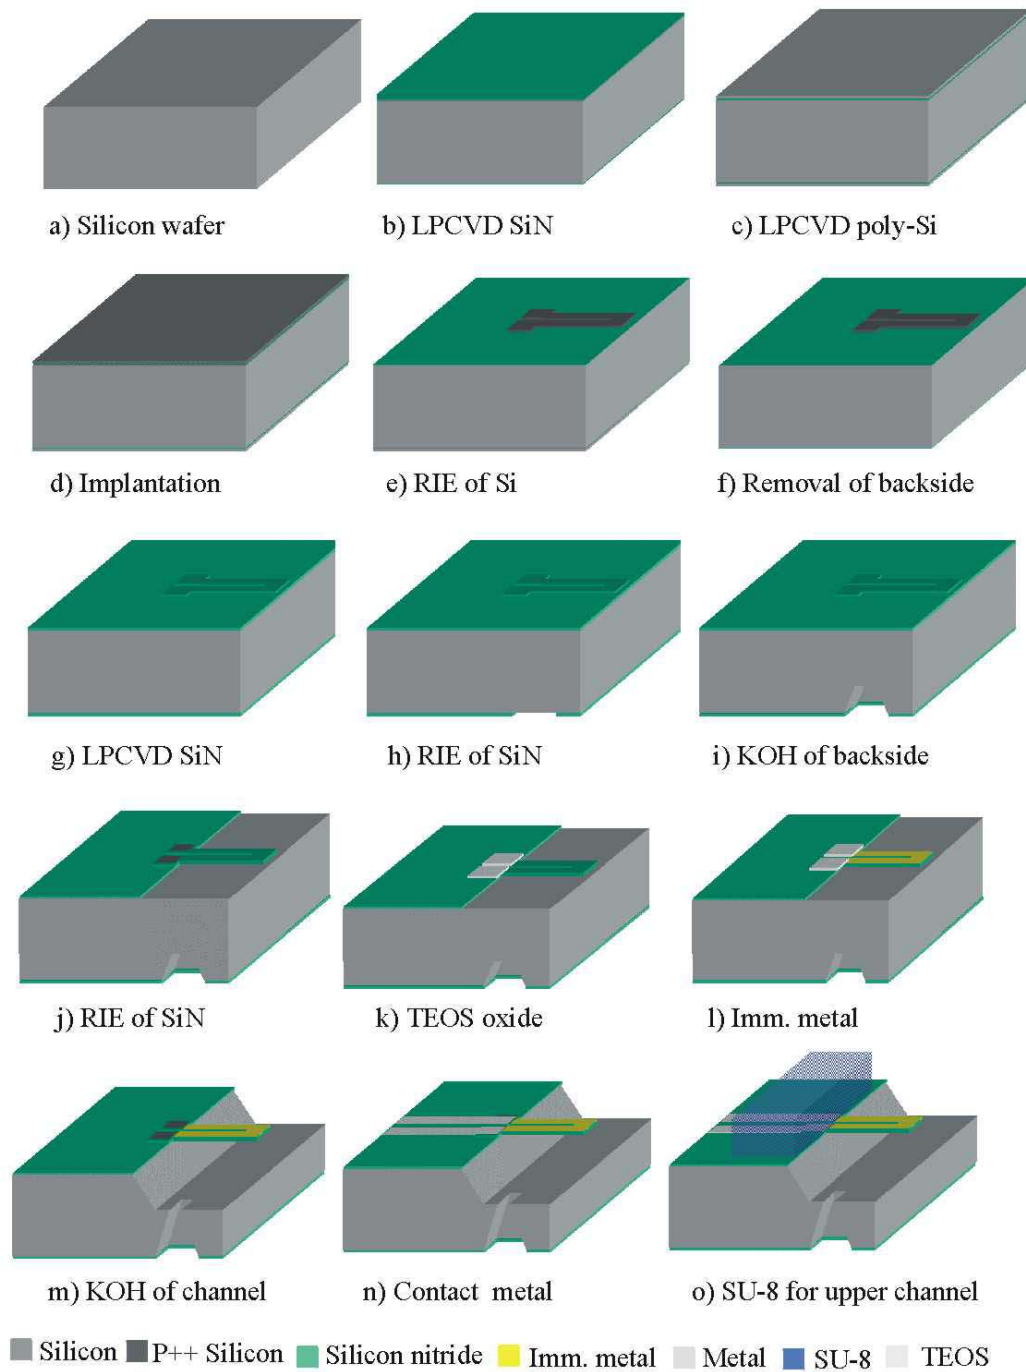 a) Silicon wafer
b) LPCVD SiN
c) LPCVD poly-Si
d) Implantation
e) RIE of Si
f) Removal of backside
g) LPCVD SiN
h) RIE of SiN
i) KOH of backside
j) RIE of SiN
k) TEOS oxide
l) Imm. metal
m) KOH of channel
n) Contact metal
o) SU-8 for upper channel
Silicon P++ Silicon Silicon nitride Imm. metal Metal SU-8 TEOS